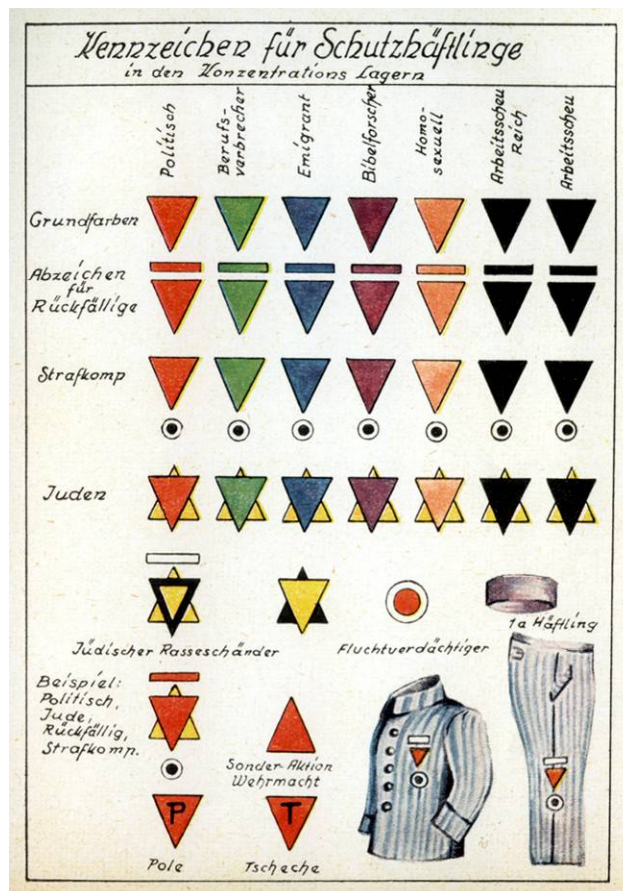 Kennzeichen für Schutzhäftlinge
in den Konzentrations Lagern
Politisch
Berufs-
verbrecher
Emigrant
Bibelforscher
Homo-
sexuell
Arbeitsscheu
Reich
Arbeitsscheu
Grundfarben
Abzeichen
für
Rückfällige
Strafkomp
Juden
Jüdischer Rasseschänder
Fluchtverdächtiger
1a Häftling
Beispiel:
Politisch,
Jude,
Rückfällig,
Strafkomp.
Sonder-Aktion
Wehrmacht
P
T
Pole
Tscheche